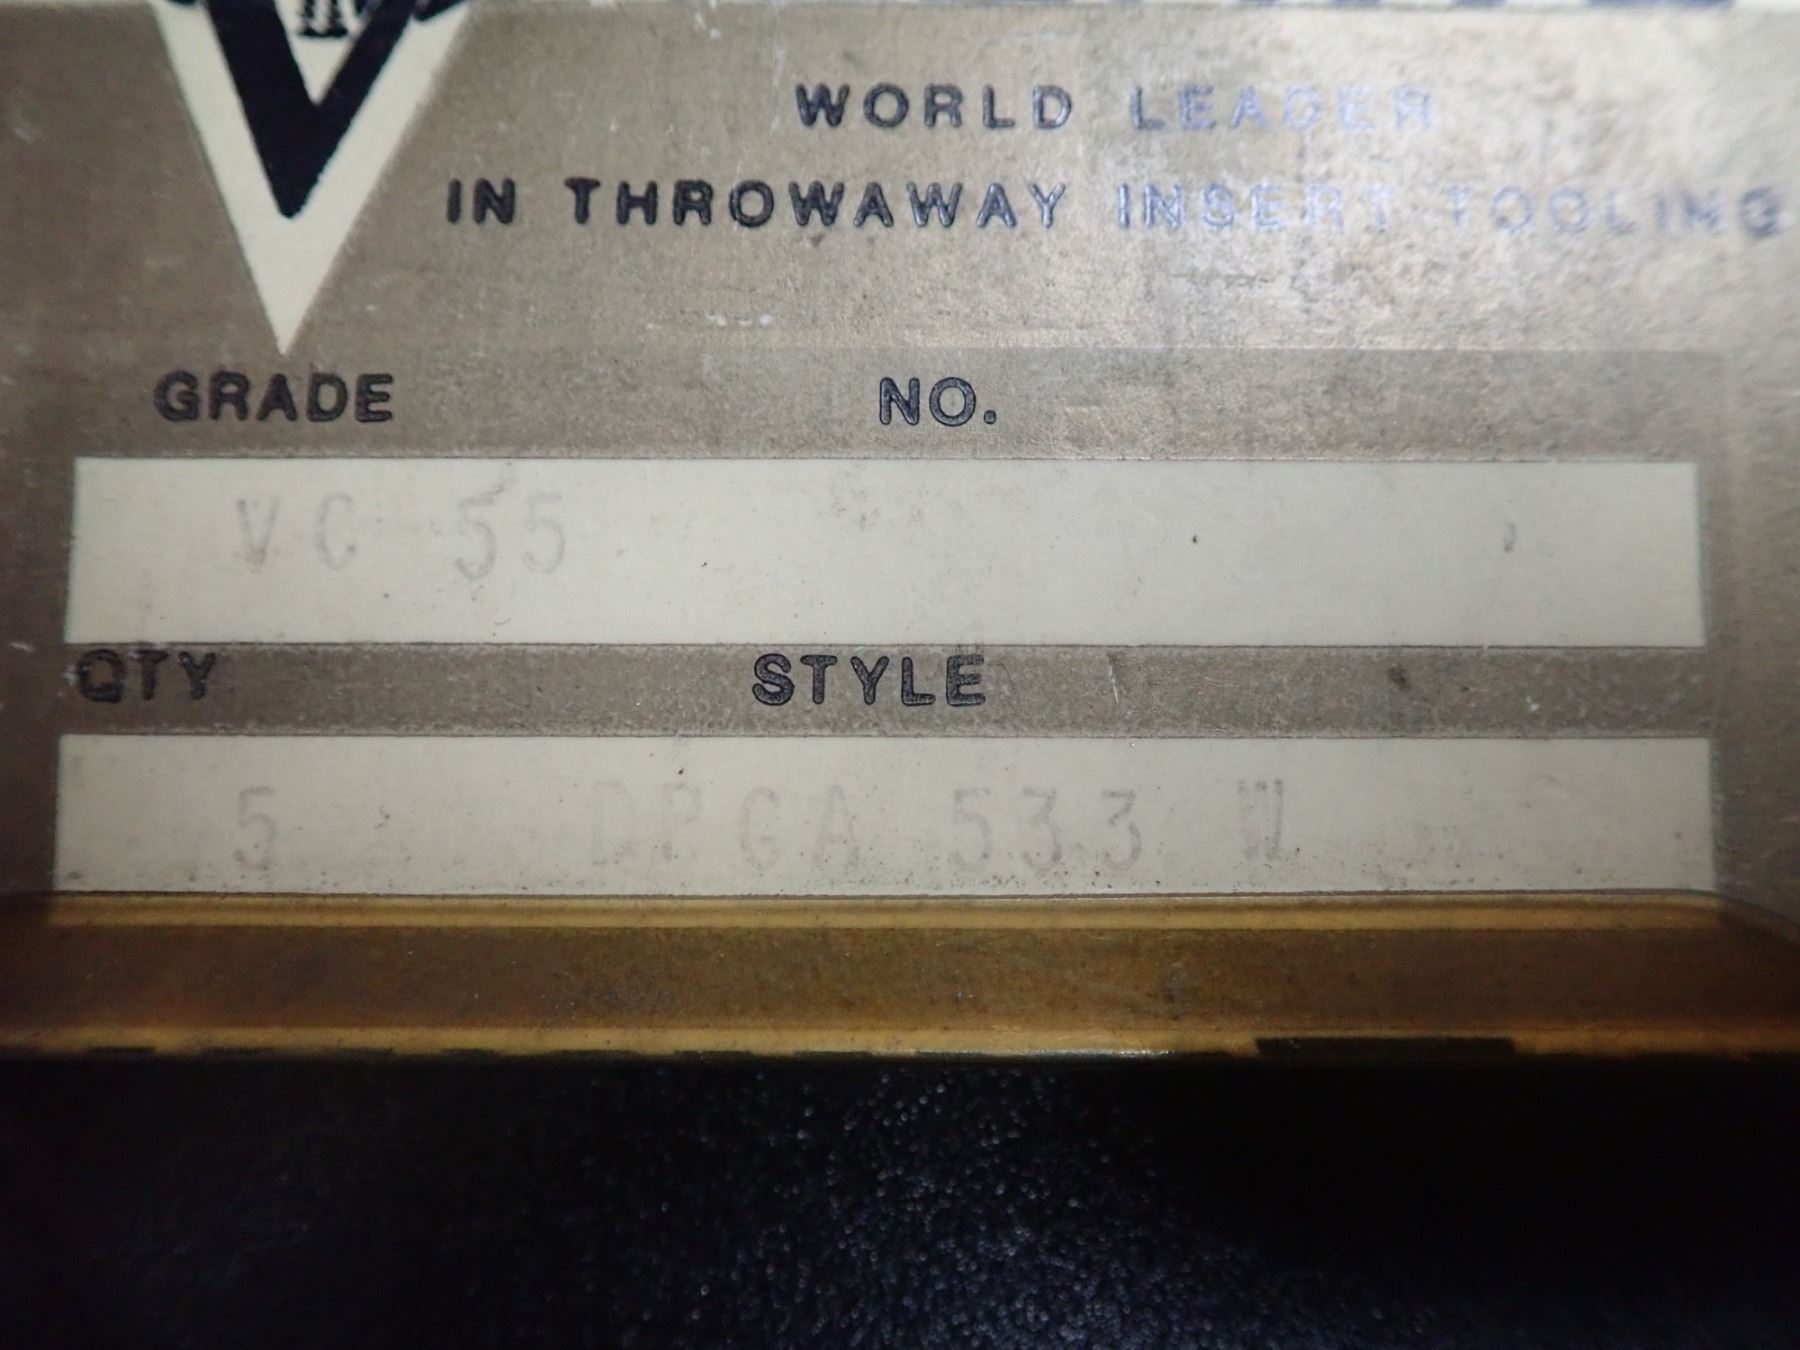 WORLD LEADER
IN THROWAWAY INSERT TOOLING
GRADE NO.
VC 55
QTY STYLE
5 DPGA 533 W